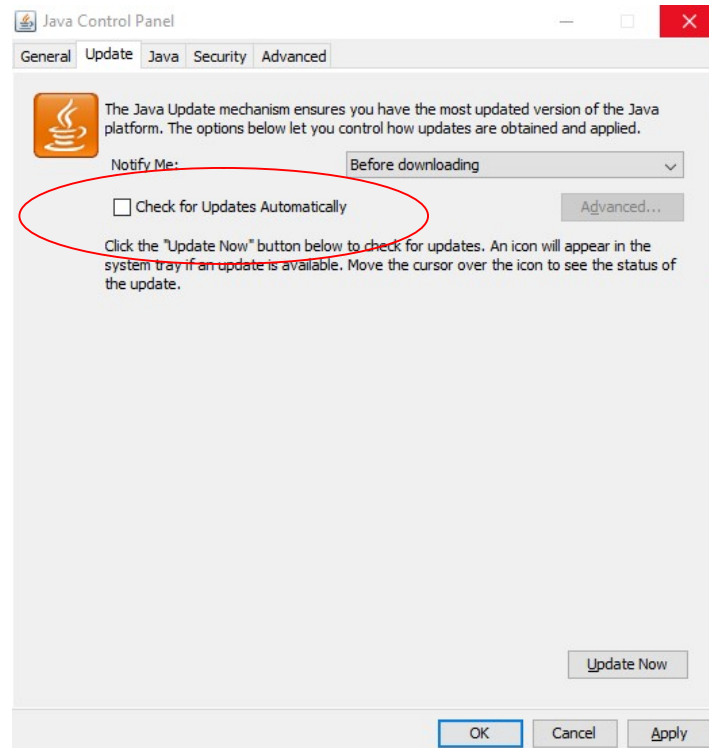 Java Control Panel
General Update Java Security Advanced
The Java Update mechanism ensures you have the most updated version of the Java
platform. The options below let you control how updates are obtained and applied.
Notify Me: Before downloading
Check for Updates Automatically Advanced...
Click the "Update Now" button below to check for updates. An icon will appear in the
system tray if an update is available. Move the cursor over the icon to see the status of
the update.
Update Now
OK Cancel Apply